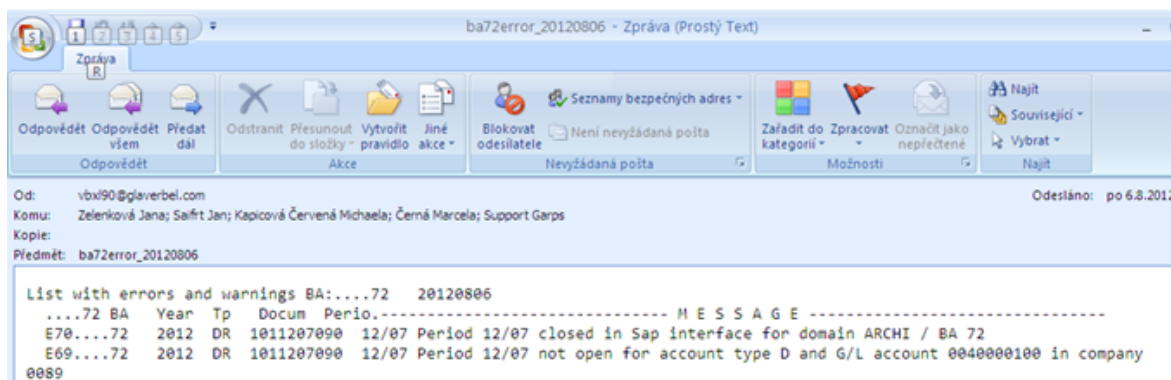 ba72error_20120806 - Zpráva (Prostý Text)
S 1 2 3 4 5
Zpráva
R
Odpovědět Odpovědět všem Předat dál
Odstranit Přesunout do složky Vytvořit pravidlo Jiné akce
Blokovat odesílatele Seznamy bezpečných adres
Není nevyžádaná pošta
Zařadit do kategorií Zpracovat Označit jako nepřečtené
Najít
Související
Vybrat
Odpovědět Akce Nevyžádaná pošta Možnosti Najít
Od: vbxl90@glaverbel.com Odesláno: po 6.8.2012
Komu: Zelenková Jana; Saifrt Jan; Kapicová Červená Michaela; Černá Marcela; Support Garps
Kopie:
Předmět: ba72error_20120806
List with errors and warnings BA:....72 20120806
....72 BA Year Tp Docum Perio.-------------------------------- M E S S A G E ------------------------------
E70....72 2012 DR 1011207090 12/07 Period 12/07 closed in Sap interface for domain ARCHI / BA 72
E69....72 2012 DR 1011207090 12/07 Period 12/07 not open for account type D and G/L account 0040000100 in company
0089